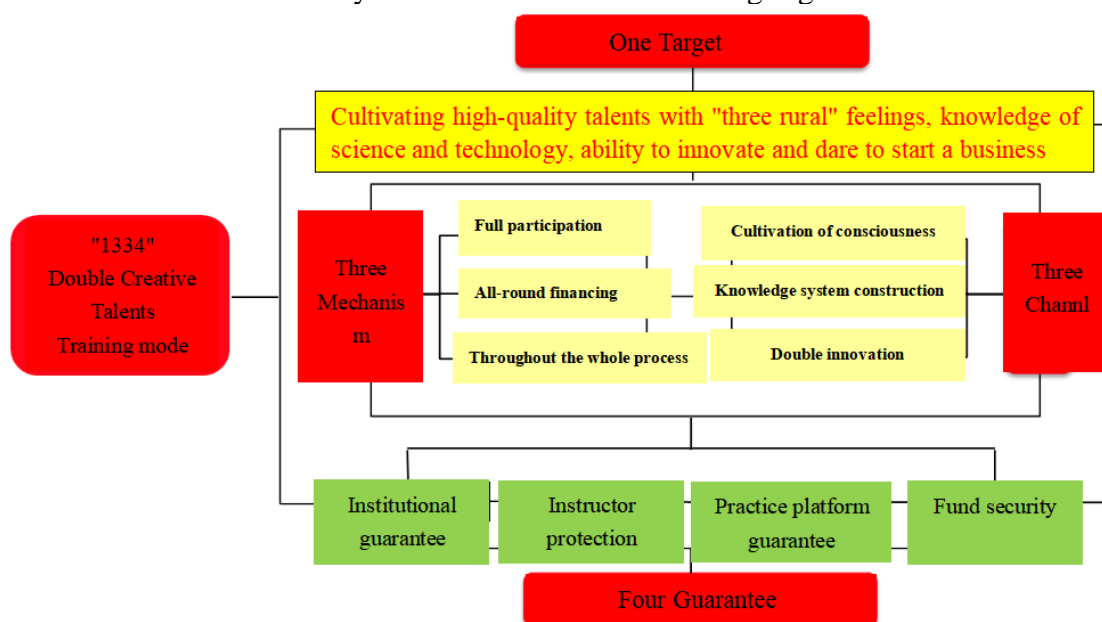 One Target
Cultivating high-quality talents with "three rural" feelings, knowledge of
science and technology, ability to innovate and dare to start a business
"1334"
Double Creative
Talents
Training mode
Three
Mechanis
m
Full participation
All-round financing
Throughout the whole process
Cultivation of consciousness
Knowledge system construction
Double innovation
Three
Channl
Institutional
guarantee
Instructor
protection
Practice platform
guarantee
Fund security
Four Guarantee